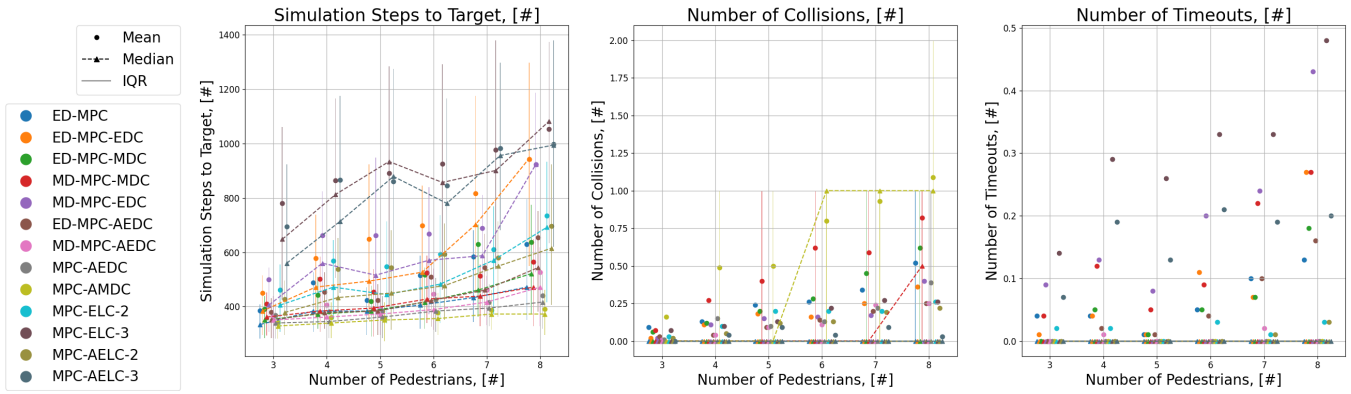 Mean
Median
IQR
ED-MPC
ED-MPC-EDC
ED-MPC-MDC
MD-MPC-MDC
MD-MPC-EDC
ED-MPC-AEDC
MD-MPC-AEDC
MPC-AEDC
MPC-AMDC
MPC-ELC-2
MPC-ELC-3
MPC-AELC-2
MPC-AELC-3
Simulation Steps to Target, [#]
Simulation Steps to Target, [#]
1400
1200
1000
800
600
400
3 4 5 6 7 8
Number of Pedestrians, [#]
Number of Collisions, [#]
Number of Collisions, [#]
2.00
1.75
1.50
1.25
1.00
0.75
0.50
0.25
0.00
3 4 5 6 7 8
Number of Pedestrians, [#]
Number of Timeouts, [#]
Number of Timeouts, [#]
0.5
0.4
0.3
0.2
0.1
0.0
3 4 5 6 7 8
Number of Pedestrians, [#]